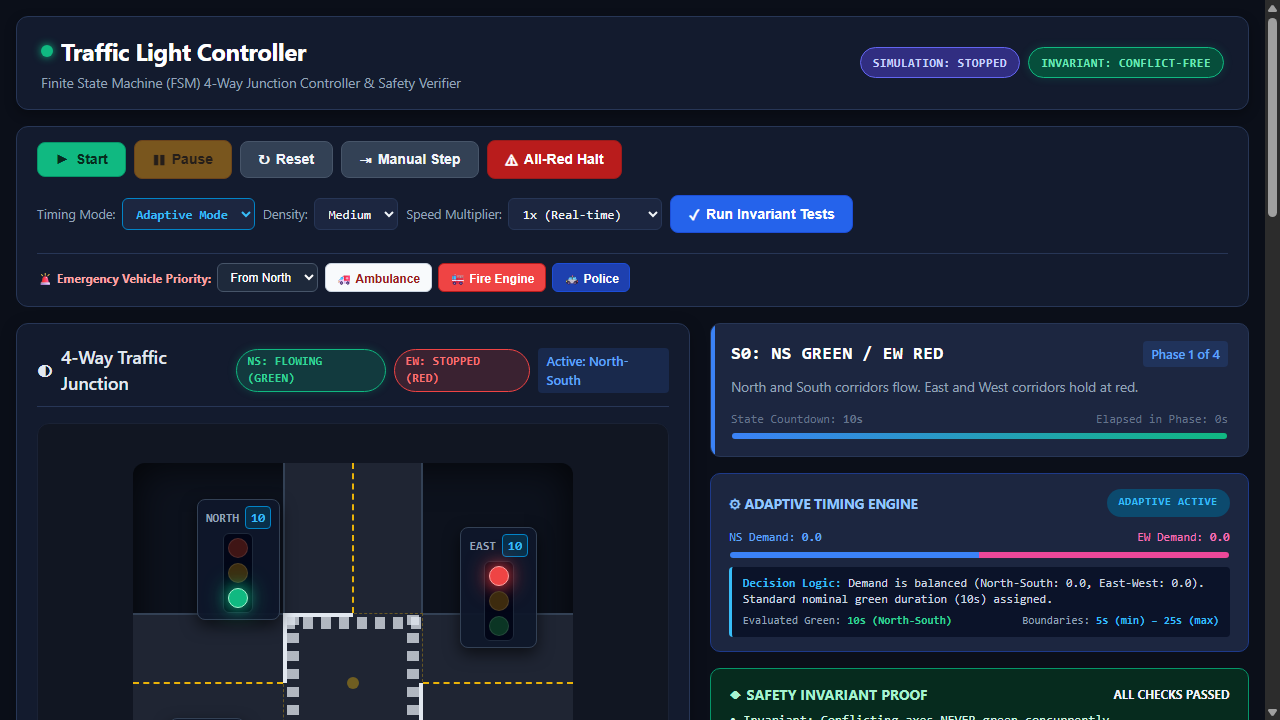 Traffic Light Controller
Finite State Machine (FSM) 4-Way Junction Controller & Safety Verifier
SIMULATION: STOPPED
INVARIANT: CONFLICT-FREE
Start
Pause
Reset
Manual Step
All-Red Halt
Timing Mode: Adaptive Mode Density: Medium Speed Multiplier: 1x (Real-time) Run Invariant Tests
Emergency Vehicle Priority: From North Ambulance Fire Engine Police
4-Way Traffic
Junction
NS: FLOWING
(GREEN)
EW: STOPPED
(RED)
Active: North-
South
NORTH 10
EAST 10
S0: NS GREEN / EW RED
Phase 1 of 4
North and South corridors flow. East and West corridors hold at red.
State Countdown: 10s
Elapsed in Phase: 0s
ADAPTIVE TIMING ENGINE
ADAPTIVE ACTIVE
NS Demand: 0.0
EW Demand: 0.0
Decision Logic: Demand is balanced (North-South: 0.0, East-West: 0.0).
Standard nominal green duration (10s) assigned.
Evaluated Green: 10s (North-South)
Boundaries: 5s (min) – 25s (max)
SAFETY INVARIANT PROOF
ALL CHECKS PASSED
• Invariant: Conflicting axes NEVER green concurrently